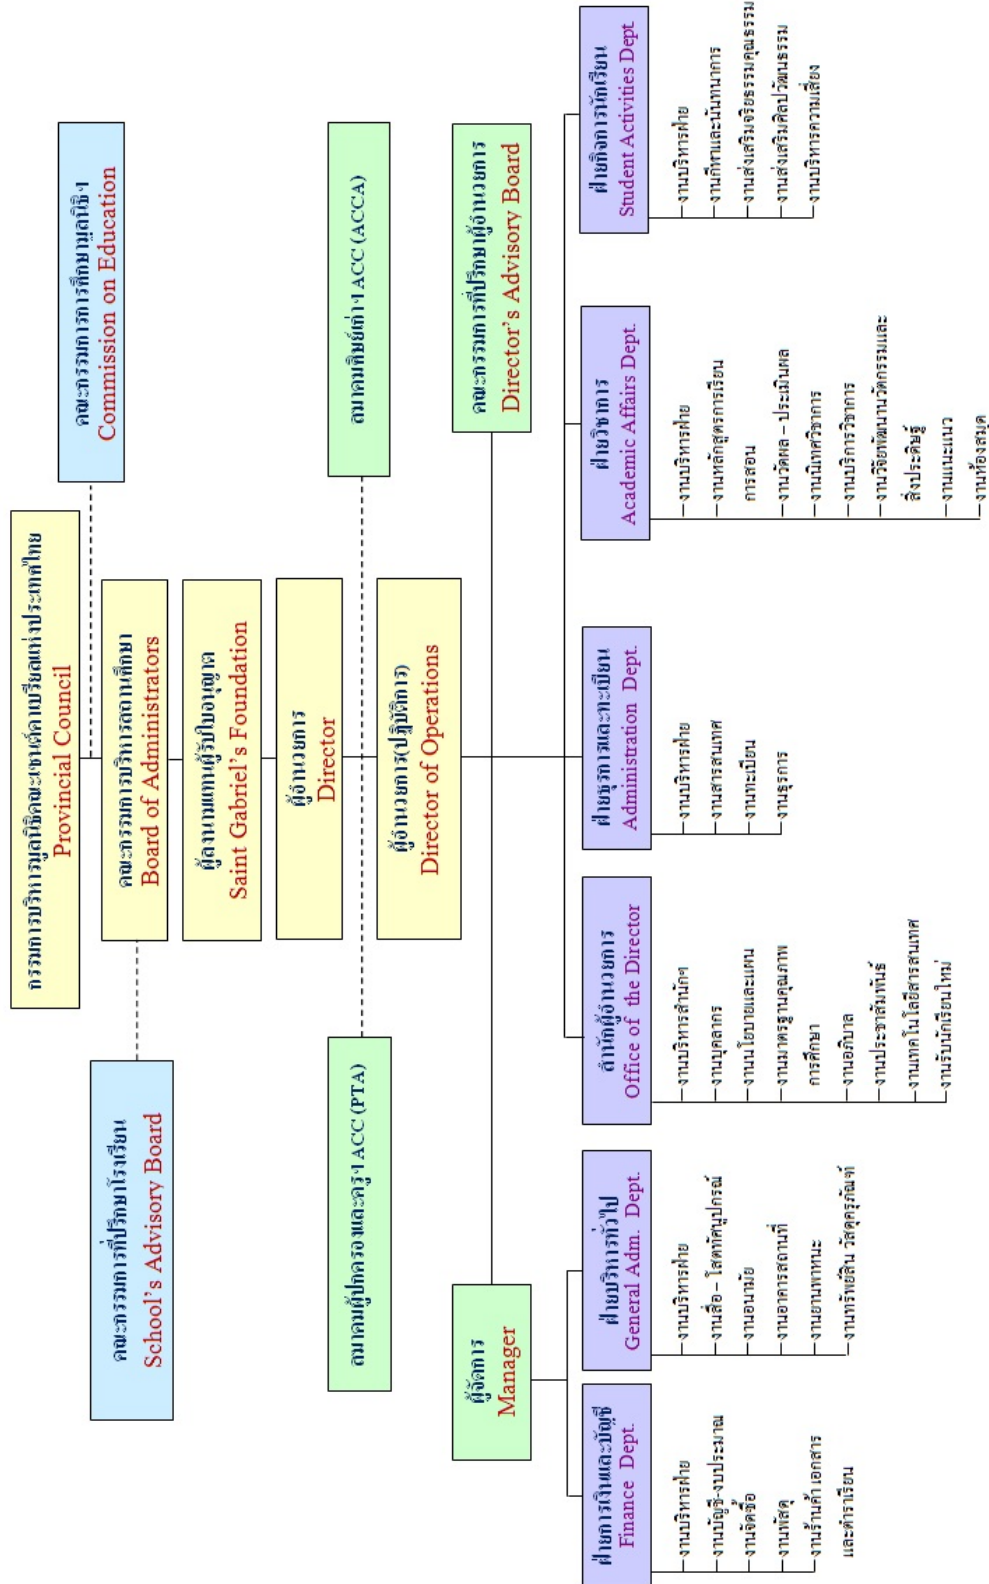 กรรมการบริหารมูลนิธิคณะเซนต์คาเบรียลแห่งประเทศไทย
Provincial Council
คณะกรรมการการศึกษามูลนิธิฯ
Commission on Education
คณะกรรมการที่ปรึกษาโรงเรียน
School's Advisory Board
คณะกรรมการบริหารสถานศึกษา
Board of Administrators
ผู้ลงนามแทนผู้รับใบอนุญาต
Saint Gabriel's Foundation
ผู้อำนวยการ
Director
สมาคมผู้ปกครองและครูฯ ACC (PTA)
สมาคมศิษย์เก่าฯ ACC (ACCA)
ผู้อำนวยการ(ปฏิบัติการ)
Director of Operations
ผู้จัดการ
Manager
คณะกรรมการที่ปรึกษาผู้อำนวยการ
Director's Advisory Board
ฝ่ายการเงินและบัญชี
Finance Dept.
งานบริหารฝ่าย
งานบัญชี-งบประมาณ
งานจัดซื้อ
งานพัสดุ
งานร้านค้า เอกสาร
และตำราเรียน
ฝ่ายบริหารทั่วไป
General Adm. Dept.
งานบริหารฝ่าย
งานสื่อ – โสตทัศนูปกรณ์
งานอนามัย
งานอาคารสถานที่
งานยานพาหนะ
งานทรัพย์สิน วัสดุครุภัณฑ์
สำนักผู้อำนวยการ
Office of the Director
งานบริหารสำนักฯ
งานบุคลากร
งานนโยบายและแผน
งานมาตรฐานคุณภาพ
การศึกษา
งานอภิบาล
งานประชาสัมพันธ์
งานเทคโนโลยีสารสนเทศ
งานรับนักเรียนใหม่
ฝ่ายธุรการและทะเบียน
Administration Dept.
งานบริหารฝ่าย
งานสารสนเทศ
งานทะเบียน
งานธุรการ
ฝ่ายวิชาการ
Academic Affairs Dept.
งานบริหารฝ่าย
งานหลักสูตรการเรียน
การสอน
งานวัดผล – ประเมินผล
งานนิเทศวิชาการ
งานบริการวิชาการ
งานวิจัยพัฒนานวัตกรรมและ
สิ่งประดิษฐ์
งานแนะแนว
งานห้องสมุด
ฝ่ายกิจการนักเรียน
Student Activities Dept
งานบริหารฝ่าย
งานกีฬาและนันทนาการ
งานส่งเสริมจริยธรรมคุณธรรม
งานส่งเสริมศิลปวัฒนธรรม
งานบริหารความเสี่ยง